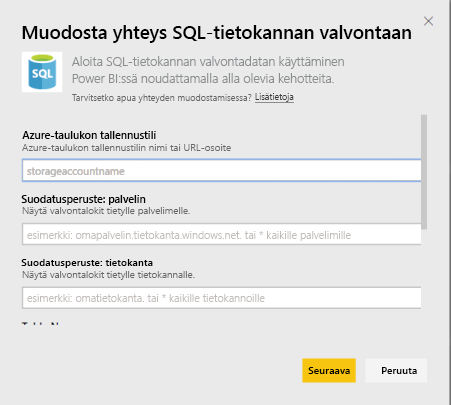 Muodosta yhteys SQL-tietokannan valvontaan
Aloita SQL-tietokannan valvontadatan käyttäminen
Power BI:ssä noudattamalla alla olevia kehotteita.
Tarvitsetko apua yhteyden muodostamisessa? Lisätietoja
SQL
Azure-taulukon tallennustili
Azure-taulukon tallennustilin nimi tai URL-osoite
storageaccountname
Suodatusperuste: palvelin
Näytä valvontalokit tietylle palvelimelle.
esimerkki: omapalvelin.tietokanta.windows.net. tai * kaikille palvelimille
Suodatusperuste: tietokanta
Näytä valvontalokit tietylle tietokannalle.
esimerkki: omatietokanta. tai * kaikille tietokannoille
Seuraava
Peruuta